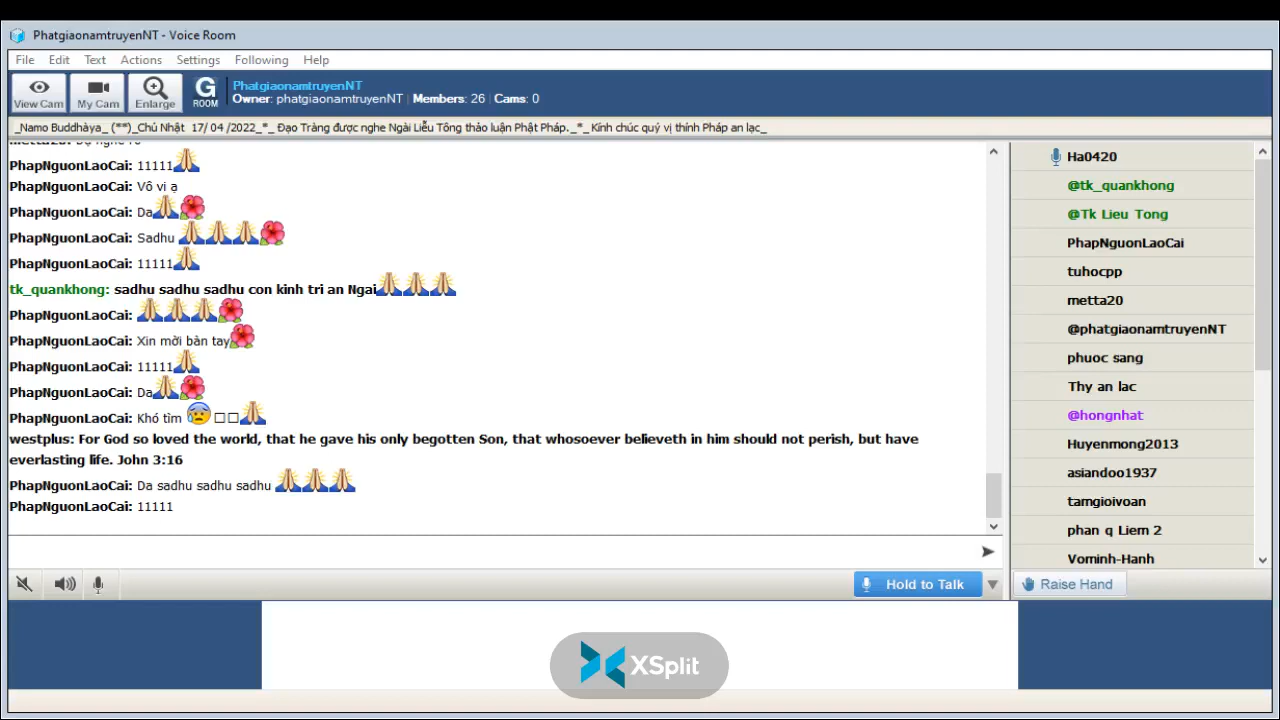 PhatgiaonamtruyenNT - Voice Room
File Edit Text Actions Settings Following Help
View Cam My Cam Enlarge G ROOM
PhatgiaonamtruyenNT
Owner: phatgiaonamtruyenNT | Members: 26 | Cams: 0
_Namo Buddhàya_ (**)_Chủ Nhật 17/ 04 /2022_*_ Đạo Tràng được nghe Ngài Liễu Tông thảo luận Phật Pháp._*_ Kính chúc quý vị thính Pháp an lạc_
PhapNguonLaoCai: 11111
PhapNguonLaoCai: Vô vi ạ
PhapNguonLaoCai: Da
PhapNguonLaoCai: Sadhu
PhapNguonLaoCai: 11111
tk_quankhong: sadhu sadhu sadhu con kinh tri an Ngai
PhapNguonLaoCai:
PhapNguonLaoCai: Xin mời bàn tay
PhapNguonLaoCai: 11111
PhapNguonLaoCai: Da
PhapNguonLaoCai: Khó tìm
westplus: For God so loved the world, that he gave his only begotten Son, that whosoever believeth in him should not perish, but have
everlasting life. John 3:16
PhapNguonLaoCai: Da sadhu sadhu sadhu
PhapNguonLaoCai: 11111
Ha0420
@tk_quankhong
@Tk Lieu Tong
PhapNguonLaoCai
tuhocpp
metta20
@phatgiaonamtruyenNT
phuoc sang
Thy an lac
@hongnhat
Huyenmong2013
asiandoo1937
tamgioivoan
phan q Liem 2
Vominh-Hanh
Hold to Talk
Raise Hand
XSplit